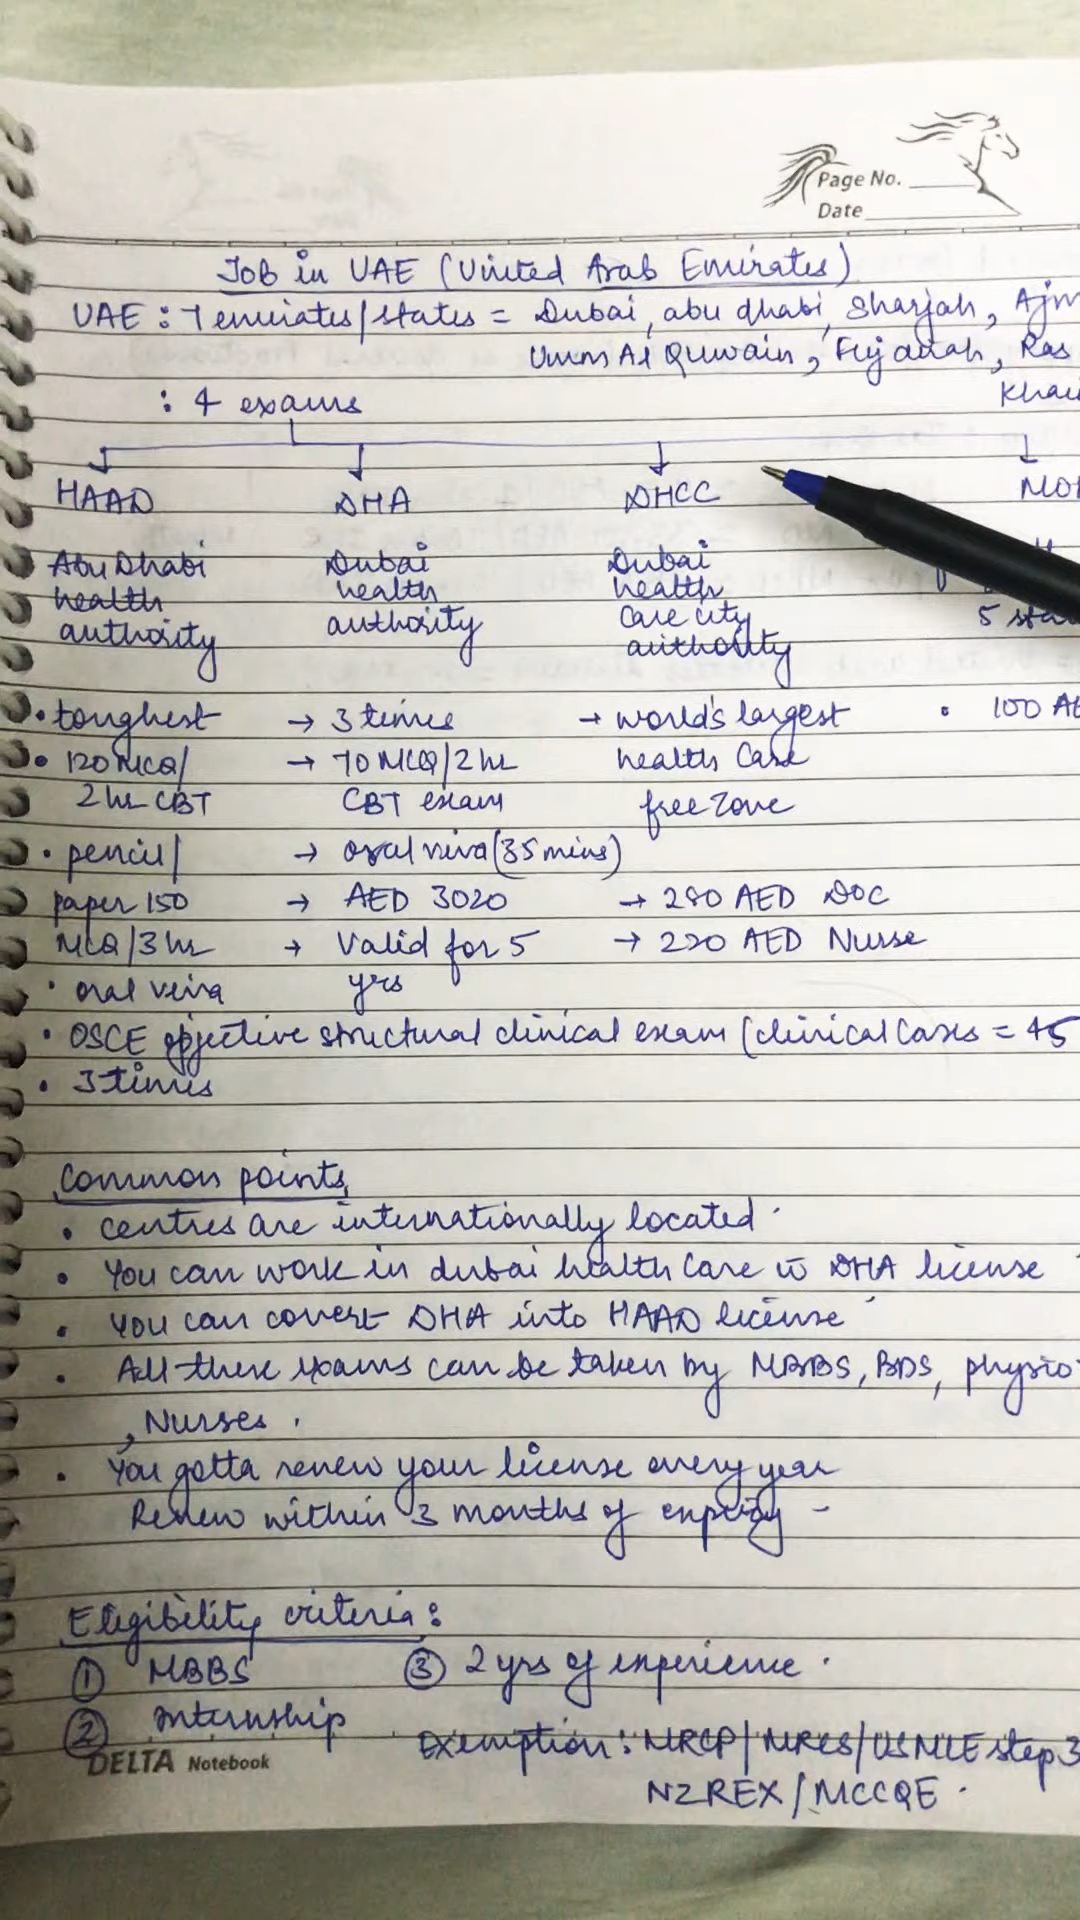 Page No.
Date
Job in UAE (United Arab Emirates)
UAE : 7 emirates/states = Dubai, abu dhabi, Sharjah, Ajm
Umm Al Quwain, Fujairah, Ras
Khai
: 4 exams
HAAD DHA DHCC MOH
Abu Dhabi Dubai Dubai
health health health
authority authority Care city 5 sta
authority
• toughest → 3 times → world's largest • 100 AE
• 120 MCQ/ → 70 MCQ/2 hr health Care
2 hr CBT CBT exam free zone
• pencil/ → oral viva (35 mins)
paper 150 → AED 3020 → 280 AED Doc
MCQ/3 hr → Valid for 5 → 220 AED Nurse
• oral viva yrs
• OSCE objective structural clinical exam (clinical Cases = 45
• 3 times
Common points
• centres are internationally located.
• You can work in dubai health Care w DHA license
• You can covert DHA into HAAD license
• All these exams can be taken by MBBS, BDS, physio
, Nurses.
• You gotta renew your license every year
Renew within 3 months of expiry -
Eligibility criteria :
① MBBS ③ 2 yrs of experience.
② Internship
Exemption : MRCP/MRCS/USMLE step 3
NZREX/MCCQE.
DELTA Notebook